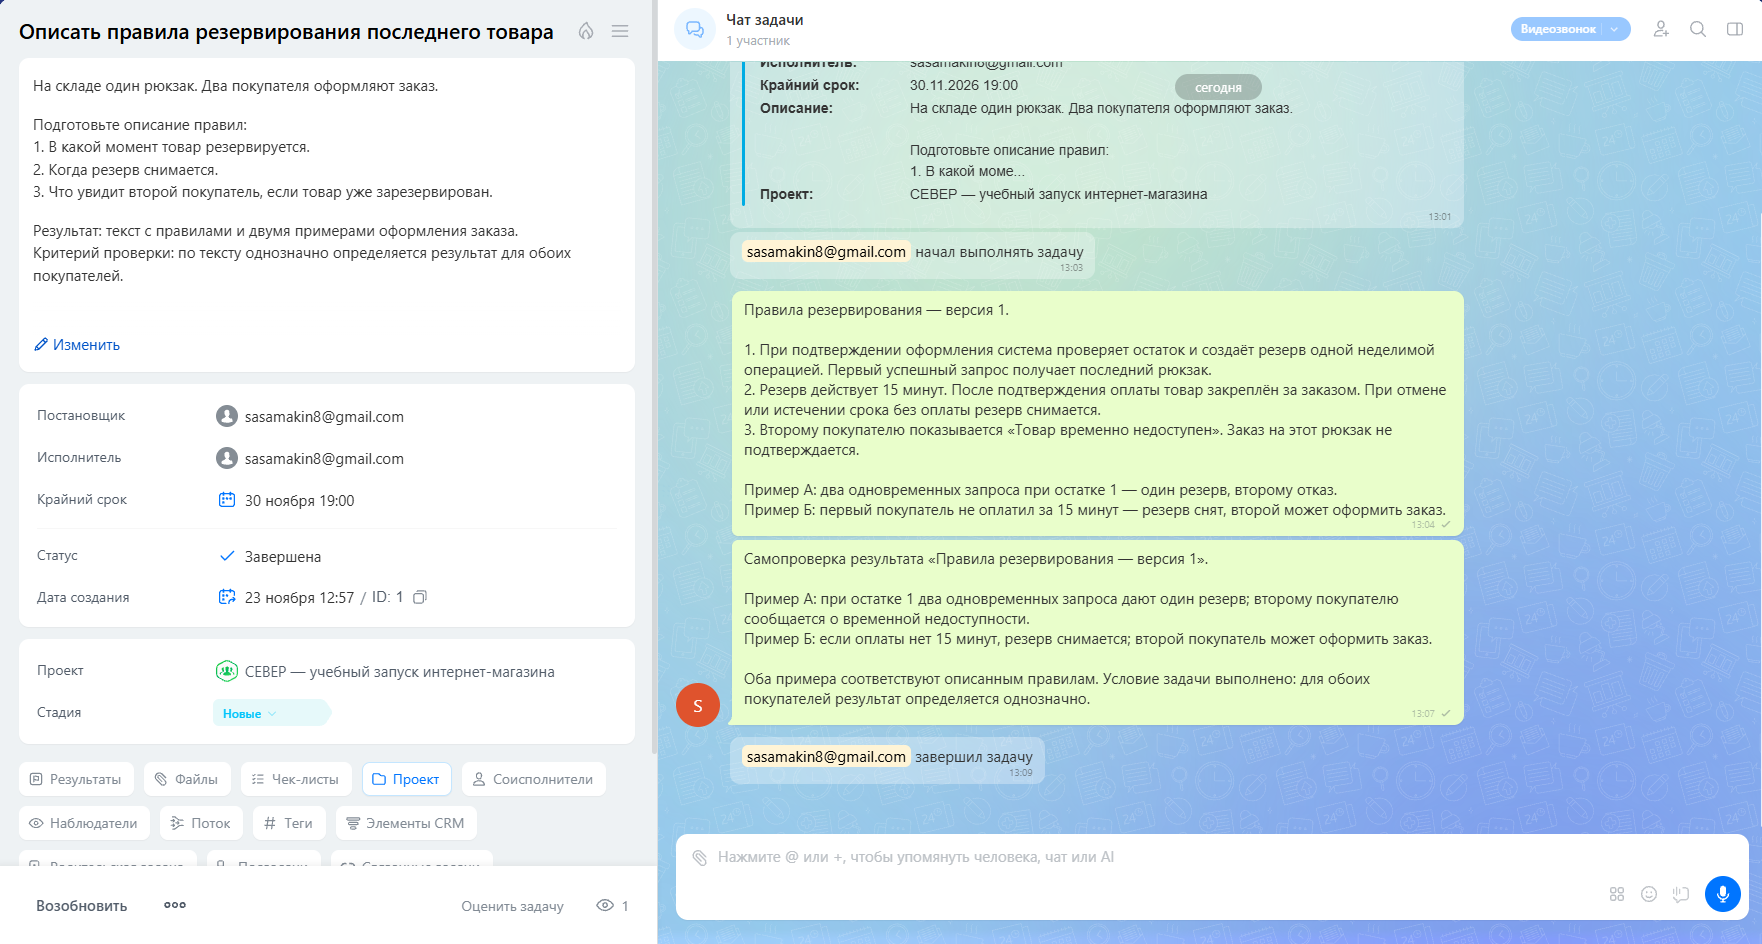 Описать правила резервирования последнего товара
На складе один рюкзак. Два покупателя оформляют заказ.
Подготовьте описание правил:
1. В какой момент товар резервируется.
2. Когда резерв снимается.
3. Что увидит второй покупатель, если товар уже зарезервирован.
Результат: текст с правилами и двумя примерами оформления заказа.
Критерий проверки: по тексту однозначно определяется результат для обоих
покупателей.
Изменить
Постановщик
sasamakin8@gmail.com
Исполнитель
sasamakin8@gmail.com
Крайний срок
30 ноября 19:00
Статус
Завершена
Дата создания
23 ноября 12:57 / ID: 1
Проект
СЕВЕР — учебный запуск интернет-магазина
Стадия
Новые
Результаты
Файлы
Чек-листы
Проект
Соисполнители
Наблюдатели
Поток
Теги
Элементы CRM
Возобновить
Оценить задачу
1
Чат задачи
1 участник
Видеозвонок
сегодня
Исполнитель: sasamakin8@gmail.com
Крайний срок: 30.11.2026 19:00
Описание: На складе один рюкзак. Два покупателя оформляют заказ.
Подготовьте описание правил:
1. В какой моме...
Проект: СЕВЕР — учебный запуск интернет-магазина
13:01
sasamakin8@gmail.com начал выполнять задачу
13:03
Правила резервирования — версия 1.
1. При подтверждении оформления система проверяет остаток и создаёт резерв одной неделимой
операцией. Первый успешный запрос получает последний рюкзак.
2. Резерв действует 15 минут. После подтверждения оплаты товар закреплён за заказом. При отмене
или истечении срока без оплаты резерв снимается.
3. Второму покупателю показывается «Товар временно недоступен». Заказ на этот рюкзак не
подтверждается.
Пример А: два одновременных запроса при остатке 1 — один резерв, второму отказ.
Пример Б: первый покупатель не оплатил за 15 минут — резерв снят, второй может оформить заказ.
13:04
Самопроверка результата «Правила резервирования — версия 1».
Пример А: при остатке 1 два одновременных запроса дают один резерв; второму покупателю
сообщается о временной недоступности.
Пример Б: если оплаты нет 15 минут, резерв снимается; второй покупатель может оформить заказ.
Оба примера соответствуют описанным правилам. Условие задачи выполнено: для обоих
покупателей результат определяется однозначно.
13:07
S
sasamakin8@gmail.com завершил задачу
13:09
Нажмите @ или +, чтобы упомянуть человека, чат или AI